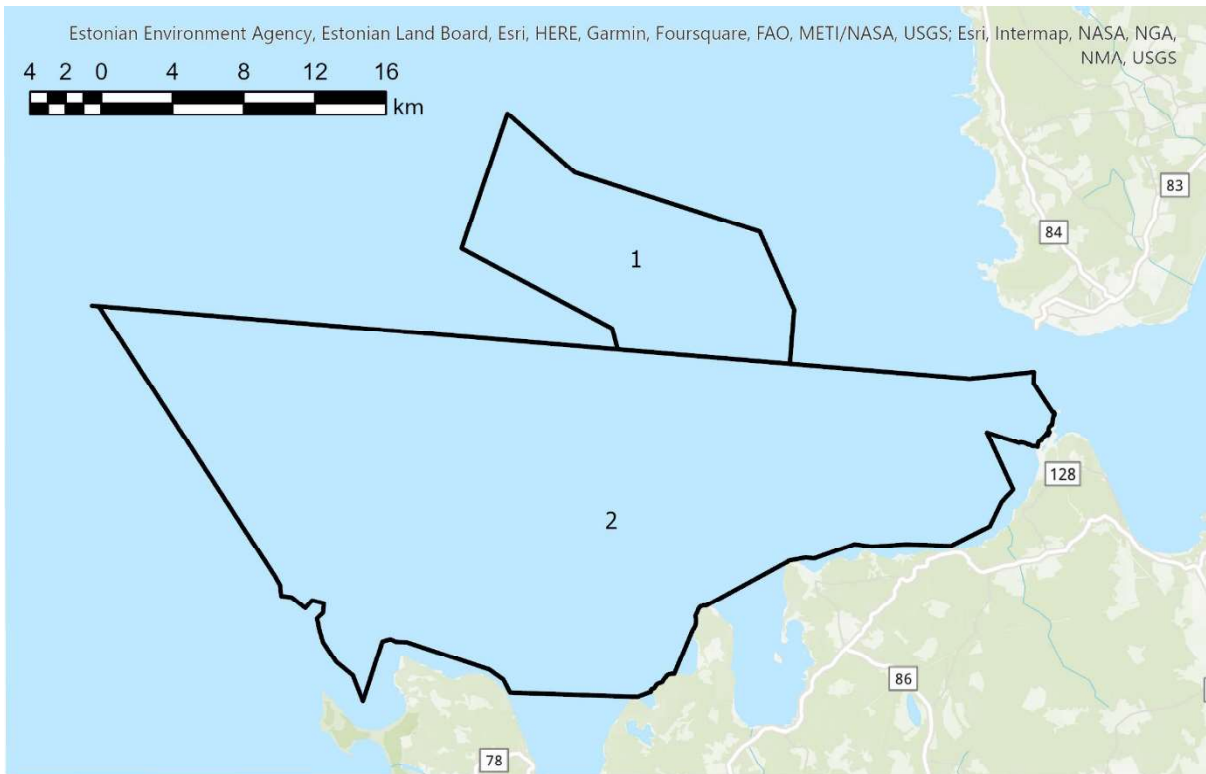 Estonian Environment Agency, Estonian Land Board, Esri, HERE, Garmin, Foursquare, FAO, METI/NASA, USGS; Esri, Intermap, NASA, NGA,
NMA, USGS
4 2 0 4 8 12 16
km
83
84
1
128
2
86
78